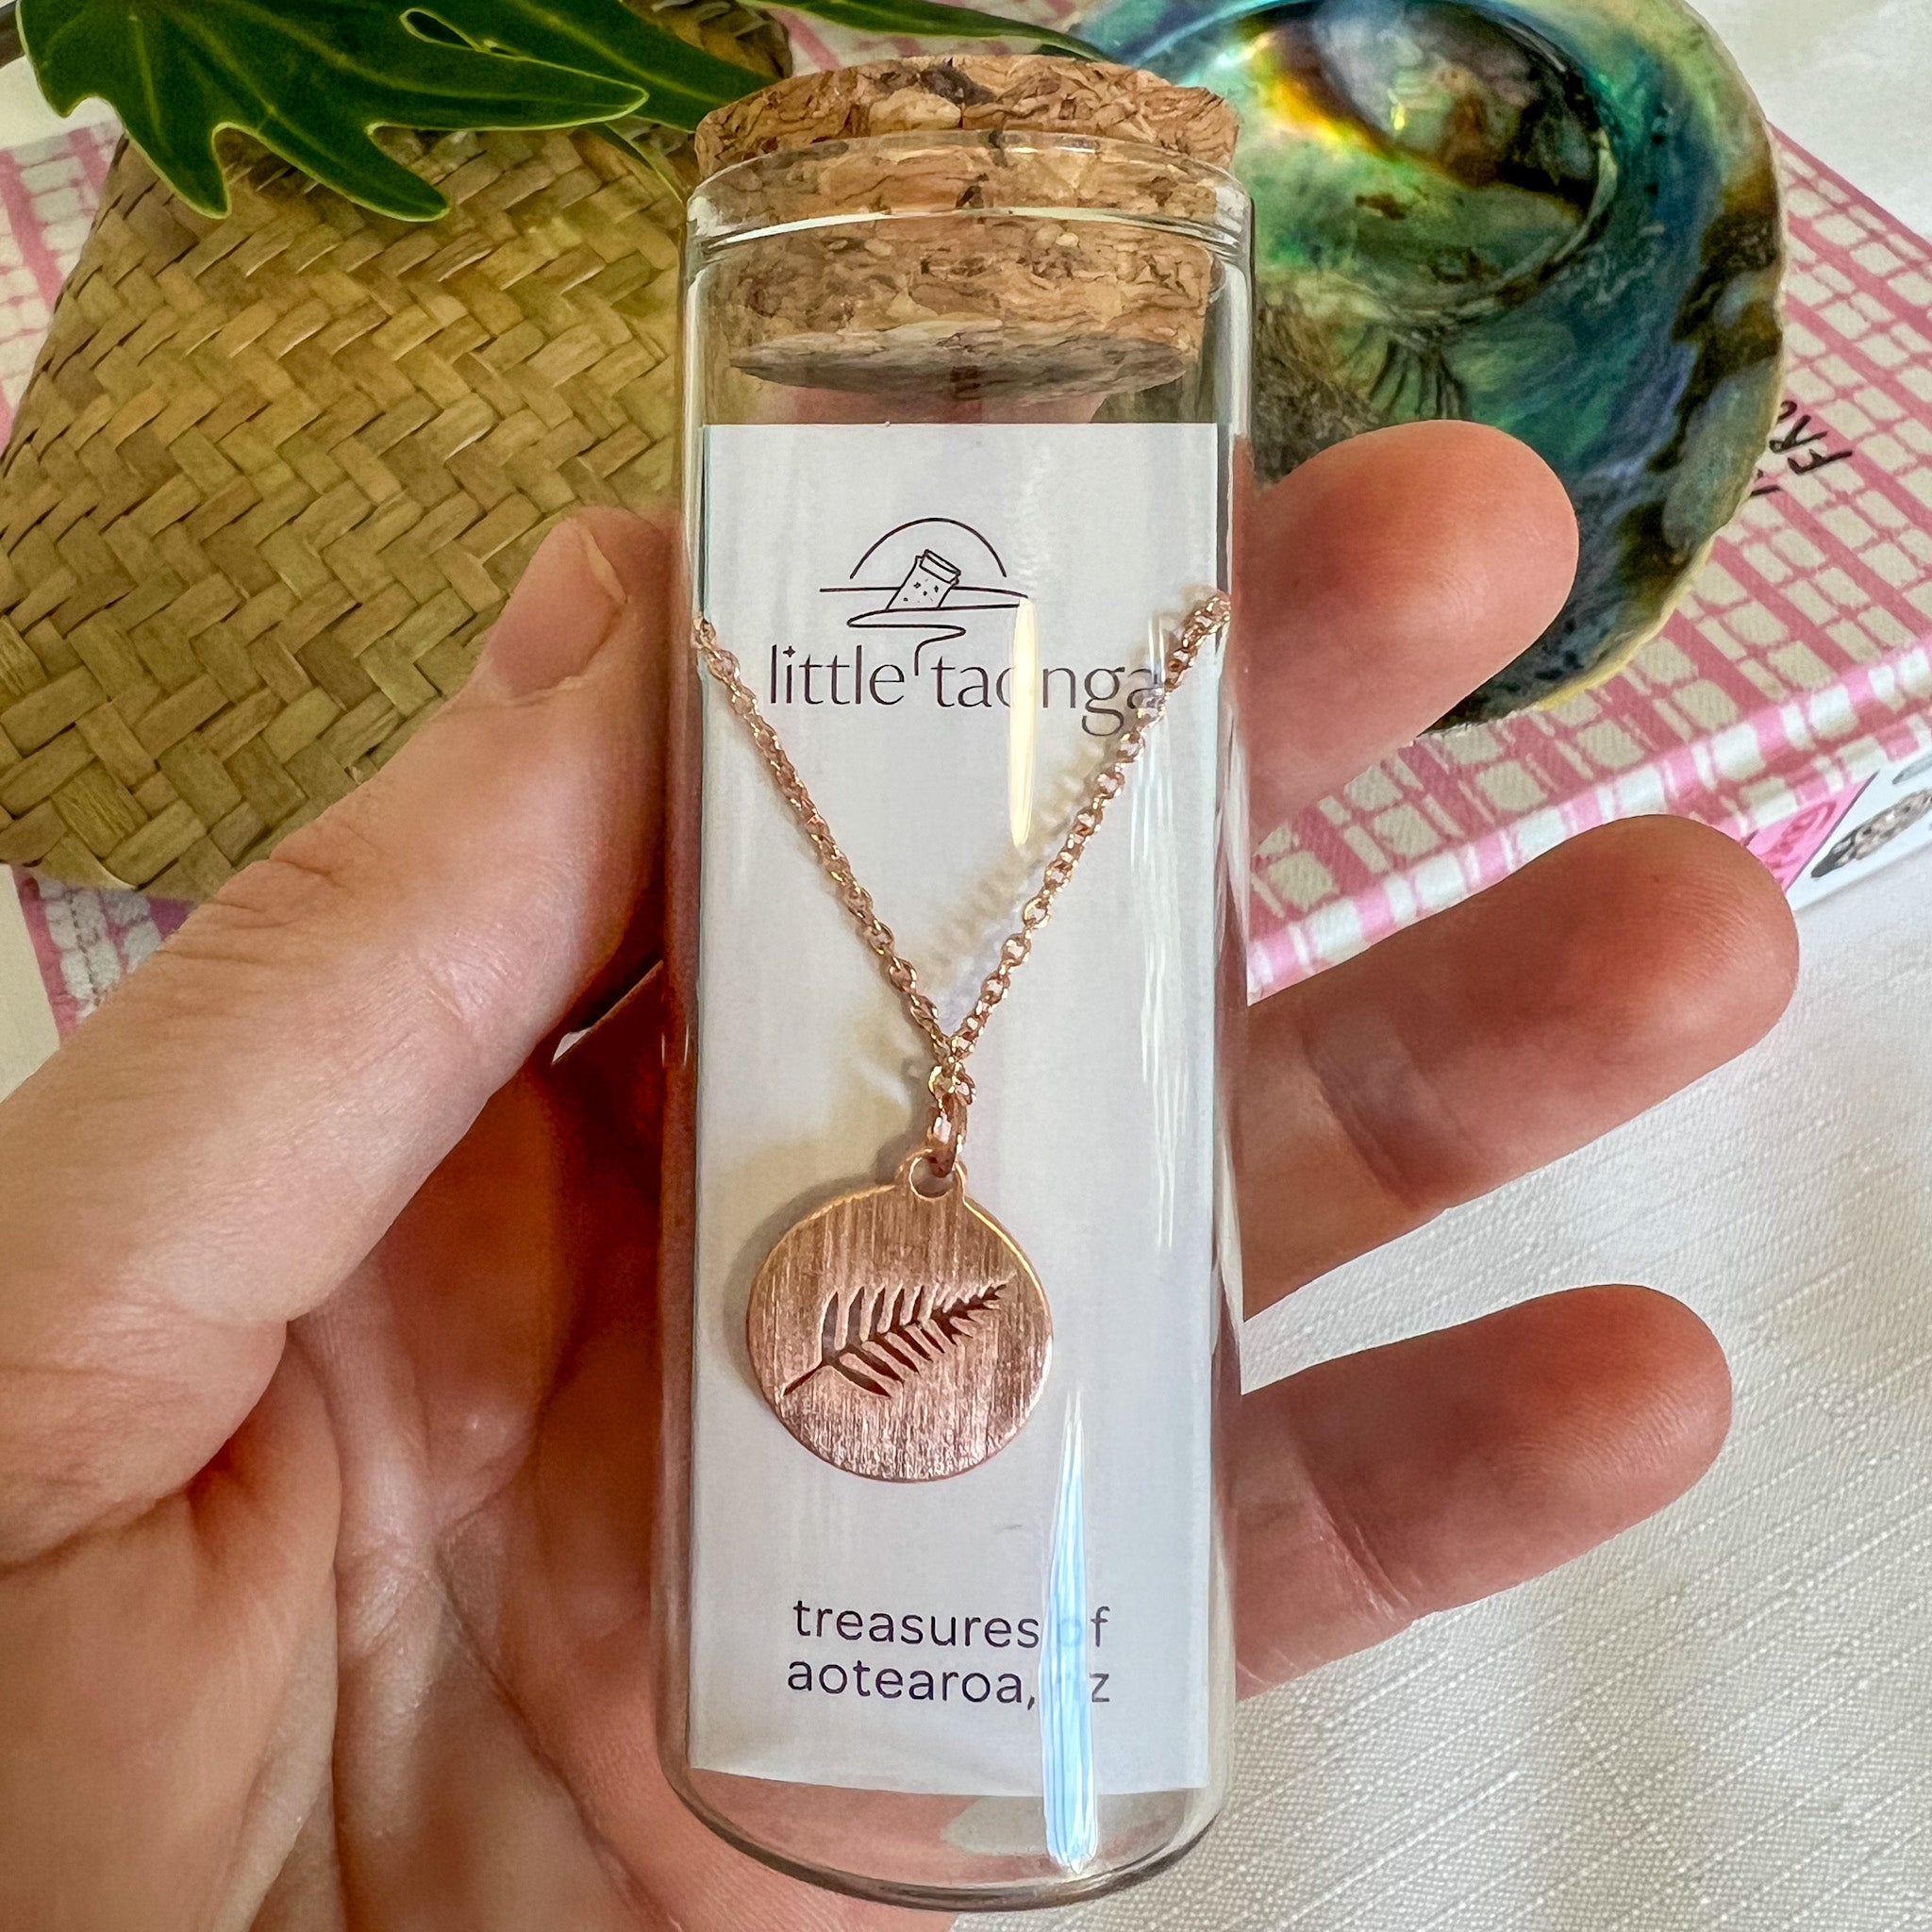 little taonga
treasures of
aotearoa, nz